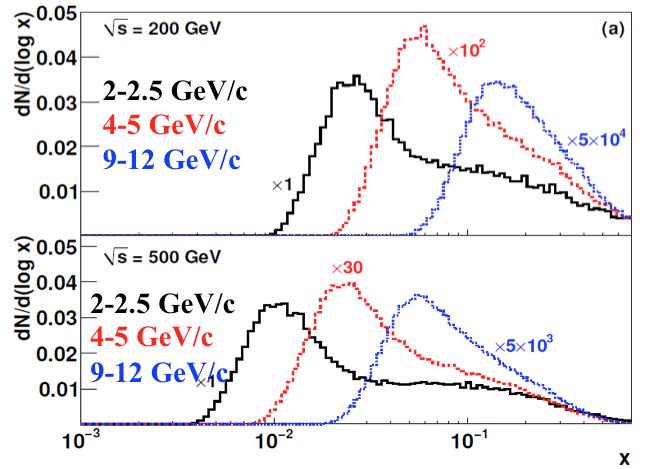 0.05
√s = 200 GeV
(a)
dN/d(log x)
0.04
×10²
0.03
2-2.5 GeV/c
4-5 GeV/c
0.02
9-12 GeV/c
5×10⁴
×1
0.01
0.05
√s = 500 GeV
dN/d(log x)
0.04
×30
2-2.5 GeV/c
0.03
4-5 GeV/c
0.02
×5×10³
9-12 GeV/c
×1
0.01
10⁻³
10⁻²
10⁻¹
x